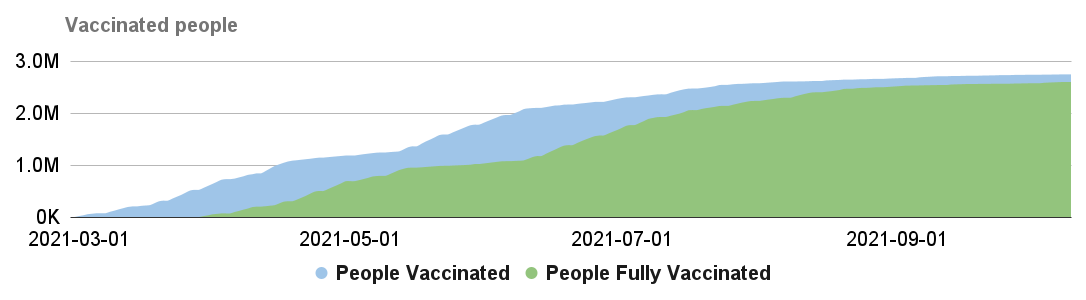 Vaccinated people
3.0M
2.0M
1.0M
0K
2021-03-01 2021-05-01 2021-07-01 2021-09-01
People Vaccinated People Fully Vaccinated